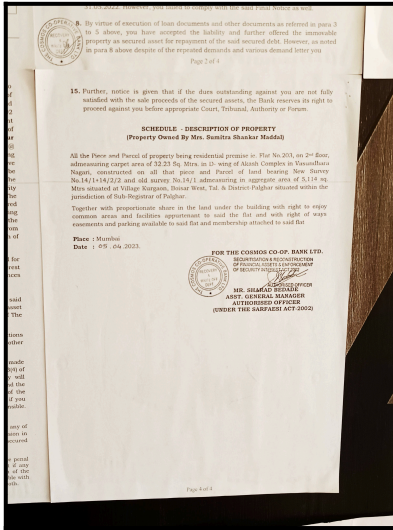 31.03.2022. However, you failed to comply with the said Final Notice as well.
8. By virtue of execution of loan documents and other documents as referred in para 3
to 5 above, you have accepted the liability and further offered the immovable
property as secured asset for repayment of the said secured debt. However, as noted
in para 8 above despite of the repeated demands and various demand letter you
Page 2 of 4
15. Further, notice is given that if the dues outstanding against you are not fully
satisfied with the sale proceeds of the secured assets, the Bank reserves its right to
proceed against you before appropriate Court, Tribunal, Authority or Forum.
SCHEDULE - DESCRIPTION OF PROPERTY
(Property Owned By Mrs. Sumitra Shankar Maddal)
All the Piece and Parcel of property being residential premise ie. Flat No.203, on 2nd floor,
admeasuring carpet area of 32.23 Sq. Mtrs, in D- wing of Akash Complex in Vasundhara
Nagari, constructed on all that piece and Parcel of land bearing New Survey
No.14/1+14/2/2 and old survey No.14/1 admeasuring in aggregate area of 5,114 sq.
Mtrs situated at Village Kurgaon, Boisar West, Tal. & District-Palghar situated within the
jurisdiction of Sub-Registrar of Palghar.
Together with proportionate share in the land under the building with right to enjoy
common areas and facilities appurtenant to said the flat and with right of ways
easements and parking available to said flat and membership attached to said flat
Place : Mumbai
Date : 05 .04.2023.
FOR THE COSMOS CO-OP. BANK LTD.
SECURITISATION & RECONSTRUCTION
OF FINANCIAL ASSETS & ENFORCEMENT
OF SECURITY INTEREST ACT 2002
AUTHORISED OFFICER
MR. SHARAD BEDADE
ASST. GENERAL MANAGER
AUTHORISED OFFICER
(UNDER THE SARFAESI ACT-2002)
Page 4 of 4